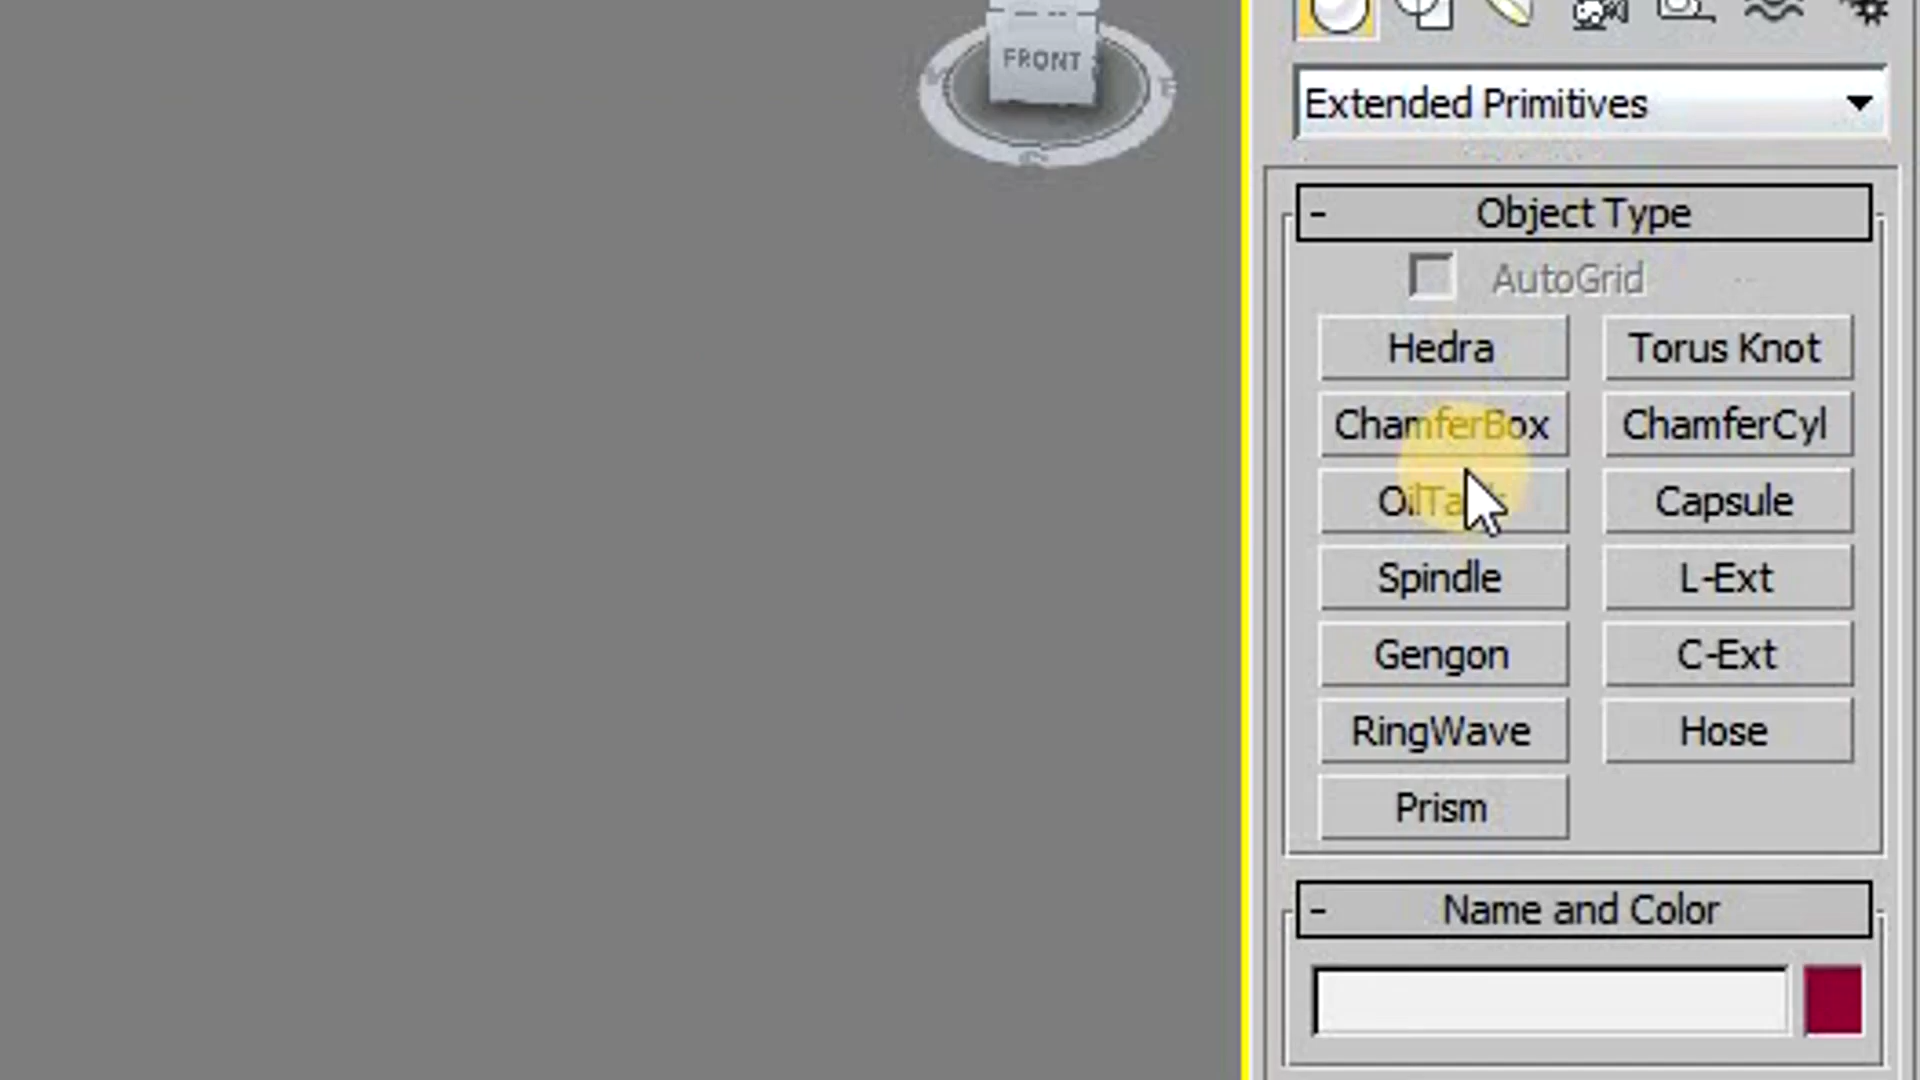 FRONT
Extended Primitives
- Object Type
AutoGrid
Hedra Torus Knot
ChamferBox ChamferCyl
Capsule
Spindle L-Ext
Gengon C-Ext
RingWave Hose
Prism
- Name and Color